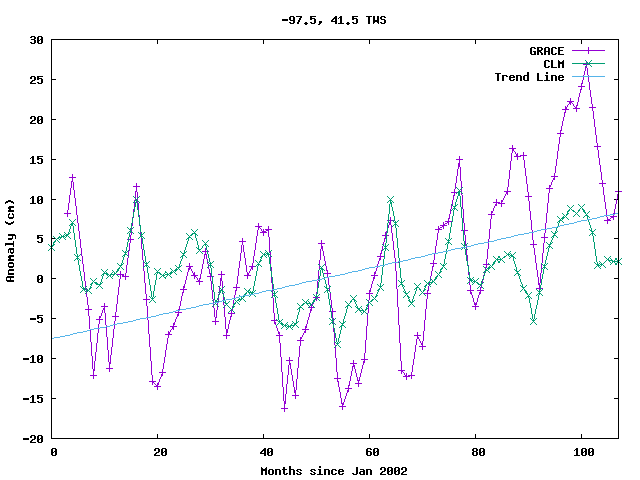 -97.5, 41.5 TWS
GRACE
CLM
Trend Line
30
25
20
15
10
5
0
-5
-10
-15
-20
Anomaly (cm)
0 20 40 60 80 100
Months since Jan 2002